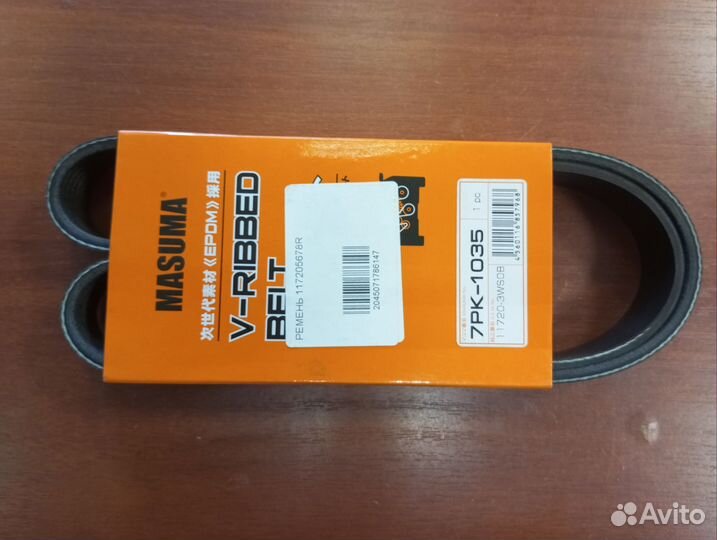 MASUMA®
次世代素材《EPDM》採用
V-RIBBED
BELT
РЕМЕНЬ 117205678R
2045071786147
7PK-1035
1 pc
11720-3WS0B
4560116857968
Avito